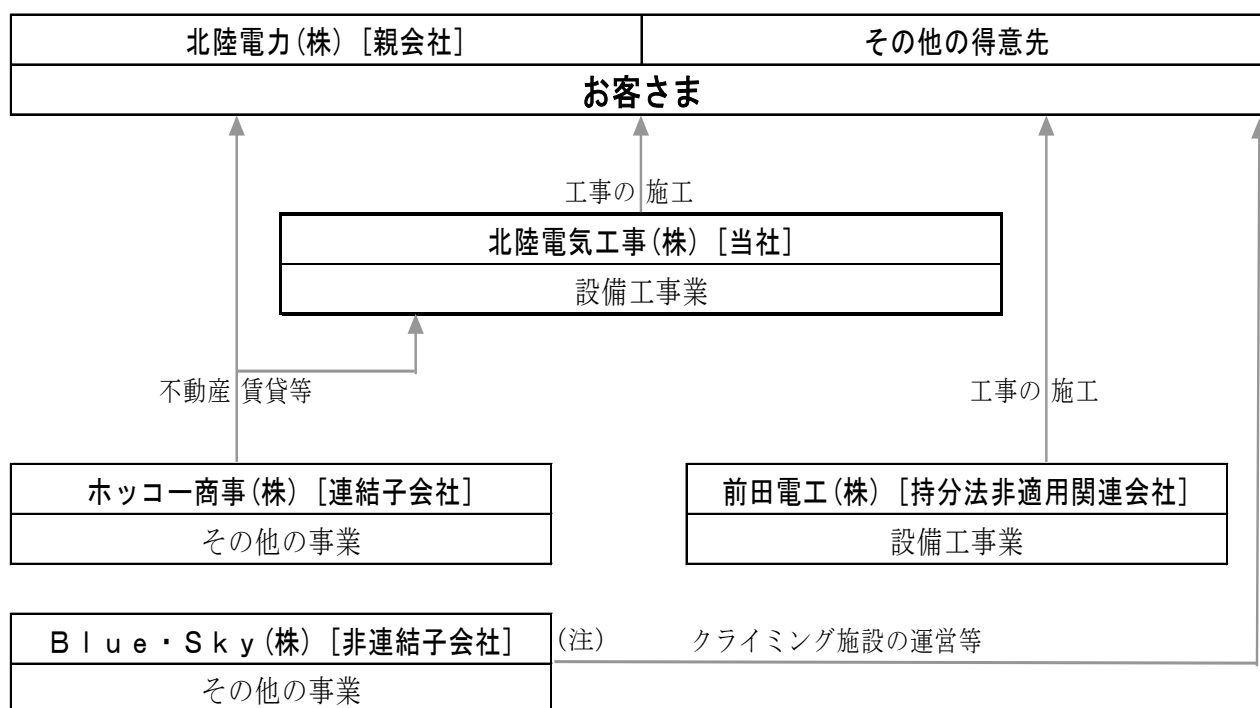 北陸電力(株)［親会社］
その他の得意先
お客さま
工事の施工
北陸電気工事(株)［当社］
設備工事業
不動産賃貸等
工事の施工
ホッコー商事(株)［連結子会社］
その他の事業
前田電工(株)［持分法非適用関連会社］
設備工事業
Ｂｌｕｅ・Ｓｋｙ(株)［非連結子会社］
(注)
クライミング施設の運営等
その他の事業